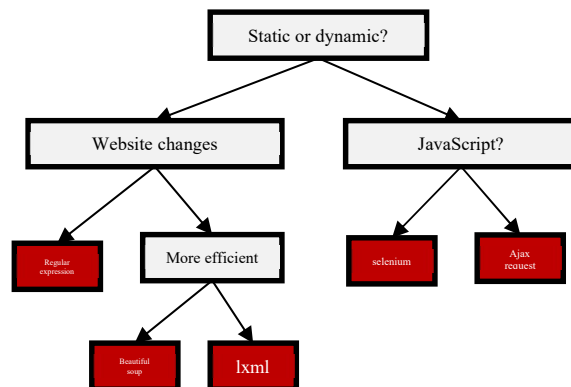 Static or dynamic?
Website changes
JavaScript?
Regular
expression
More efficient
selenium
Ajax
request
Beautiful
soup
lxml